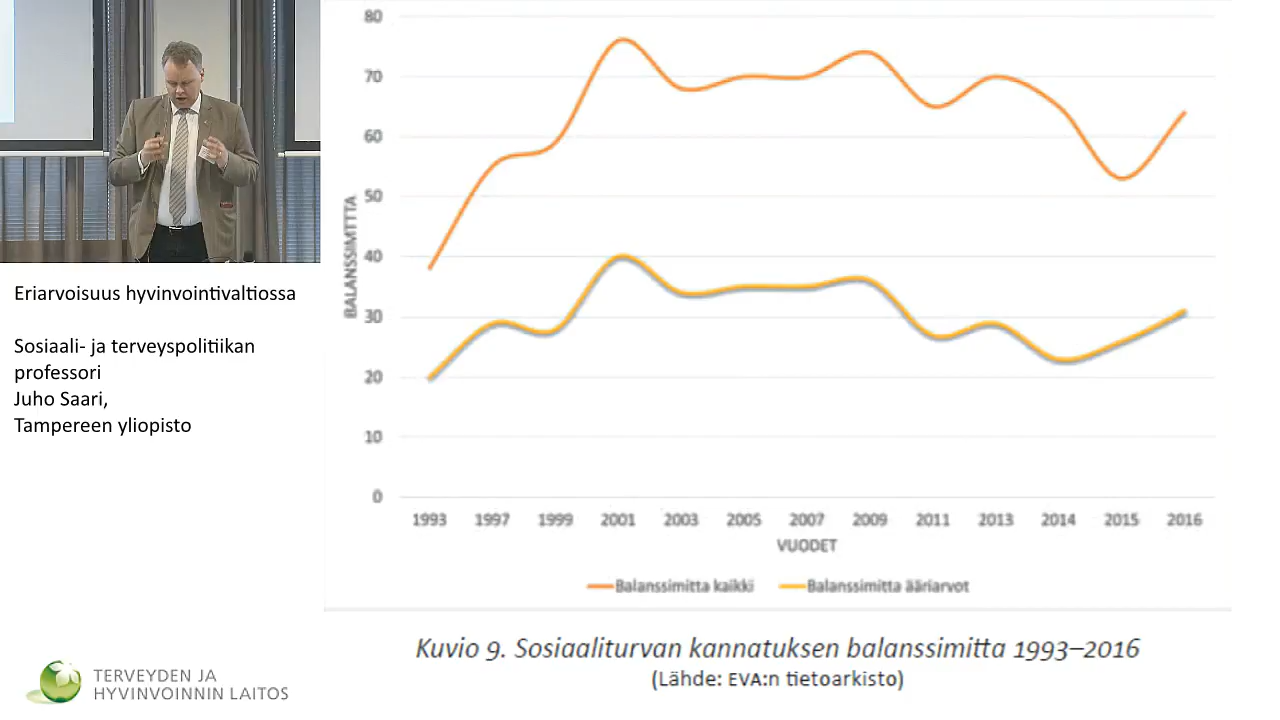 Eriarvoisuus hyvinvointivaltiossa
Sosiaali- ja terveyspolitiikan
professori
Juho Saari,
Tampereen yliopisto
TERVEYDEN JA
HYVINVOINNIN LAITOS
80
70
60
50
40
30
20
10
0
BALANSSIMTTTA
1993 1997 1999 2001 2003 2005 2007 2009 2011 2013 2014 2015 2016
VUODET
Balanssimitta kaikki Balanssimitta ääriarvot
Kuvio 9. Sosiaaliturvan kannatuksen balanssimitta 1993–2016
(Lähde: EVA:n tietoarkisto)